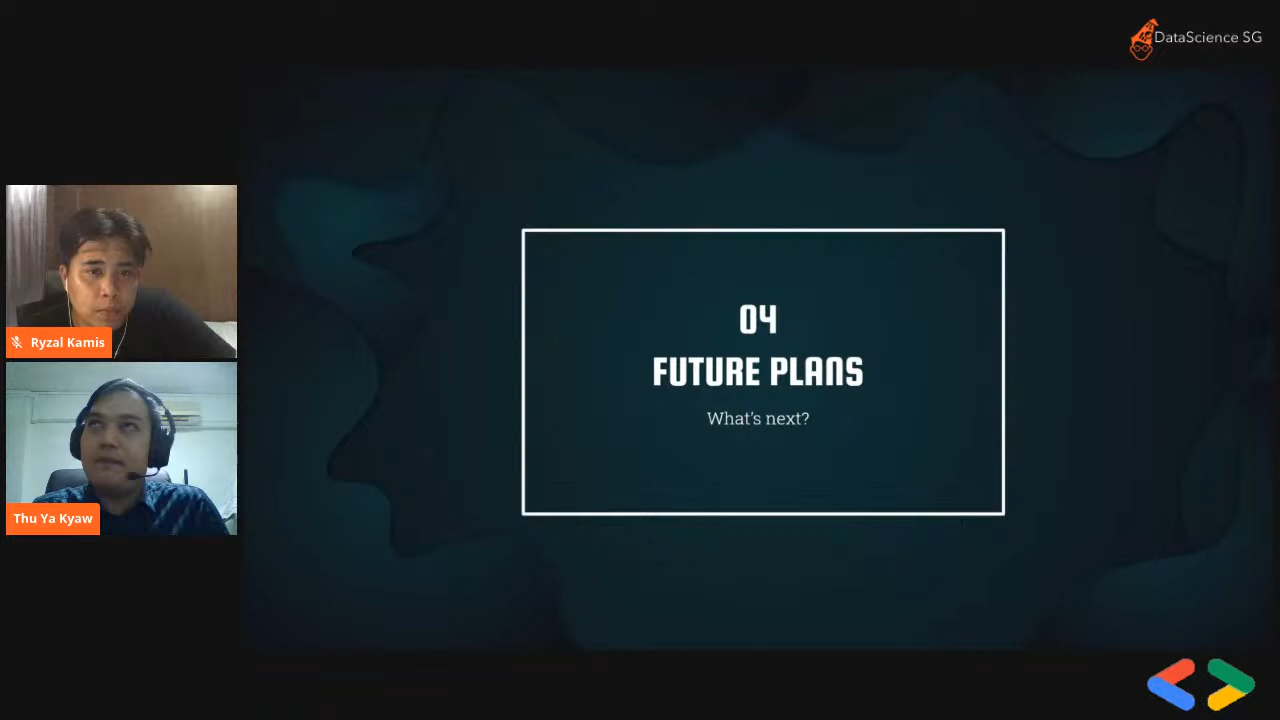 DataScience SG
04
FUTURE PLANS
What's next?
Ryzal Kamis
Thu Ya Kyaw